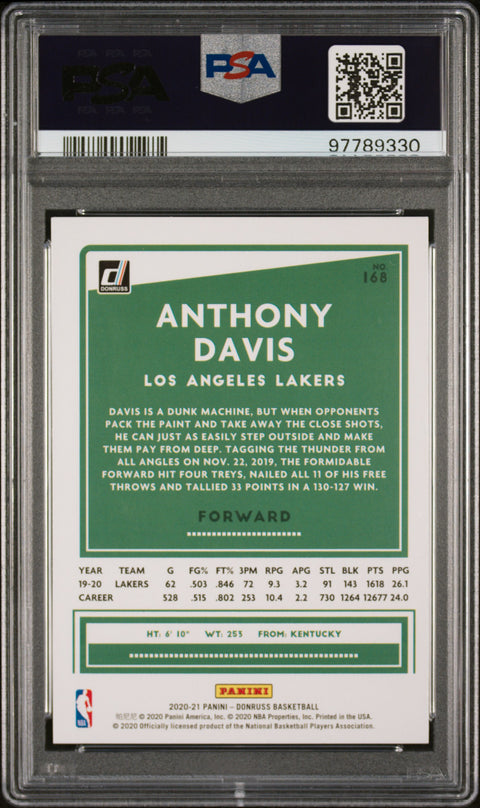 PSA
PSA
97789330
DONRUSS
NO.
168
ANTHONY
DAVIS
LOS ANGELES LAKERS
DAVIS IS A DUNK MACHINE, BUT WHEN OPPONENTS
PACK THE PAINT AND TAKE AWAY THE CLOSE SHOTS,
HE CAN JUST AS EASILY STEP OUTSIDE AND MAKE
THEM PAY FROM DEEP. TAGGING THE THUNDER FROM
ALL ANGLES ON NOV. 22, 2019, THE FORMIDABLE
FORWARD HIT FOUR TREYS, NAILED ALL 11 OF HIS FREE
THROWS AND TALLIED 33 POINTS IN A 130-127 WIN.
FORWARD
YEAR TEAM G FG% FT% 3PM RPG APG STL BLK PTS PPG
19-20 LAKERS 62 .503 .846 72 9.3 3.2 91 143 1618 26.1
CAREER 528 .515 .802 253 10.4 2.2 730 1264 12677 24.0
HT: 6' 10" WT: 253 FROM: KENTUCKY
PANINI
NBA
2020-21 PANINI – DONRUSS BASKETBALL
帕尼尼 © 2020 Panini America, Inc. © 2020 NBA Properties, Inc. Printed in the USA.
© 2020 Officially licensed product of the National Basketball Players Association.